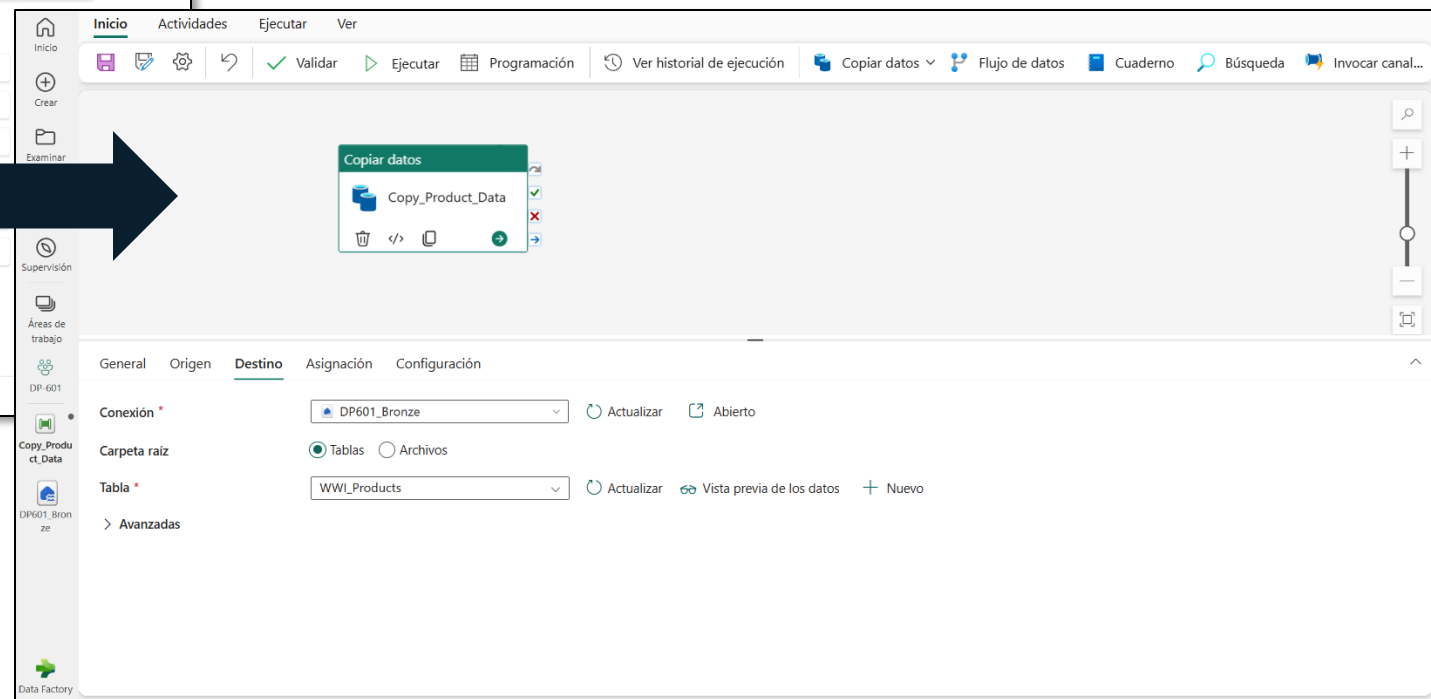 Inicio
Crear
Examinar
Supervisión
Áreas de
trabajo
DP-601
Copy_Produ
ct_Data
DP601_Bron
ze
Data Factory
Inicio Actividades Ejecutar Ver
Validar Ejecutar Programación Ver historial de ejecución Copiar datos Flujo de datos Cuaderno Búsqueda Invocar canal...
Copiar datos
Copy_Product_Data
General Origen Destino Asignación Configuración
Conexión * DP601_Bronze Actualizar Abierto
Carpeta raíz Tablas Archivos
Tabla * WWI_Products Actualizar Vista previa de los datos Nuevo
Avanzadas